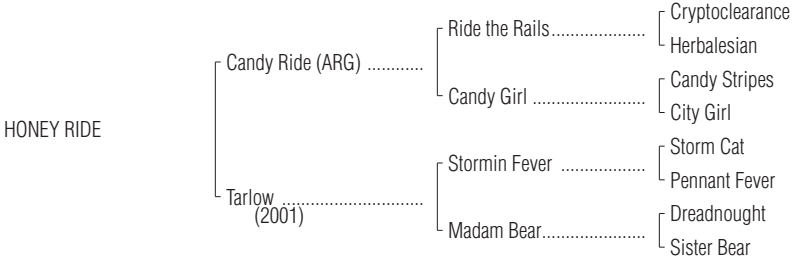 Cryptoclearance
Ride the Rails....................
Herbalesian
Candy Ride (ARG) ............
Candy Stripes
Candy Girl ........................
City Girl
HONEY RIDE
Storm Cat
Stormin Fever ..................
Pennant Fever
Tarlow ..............................
(2001)
Dreadnought
Madam Bear......................
Sister Bear